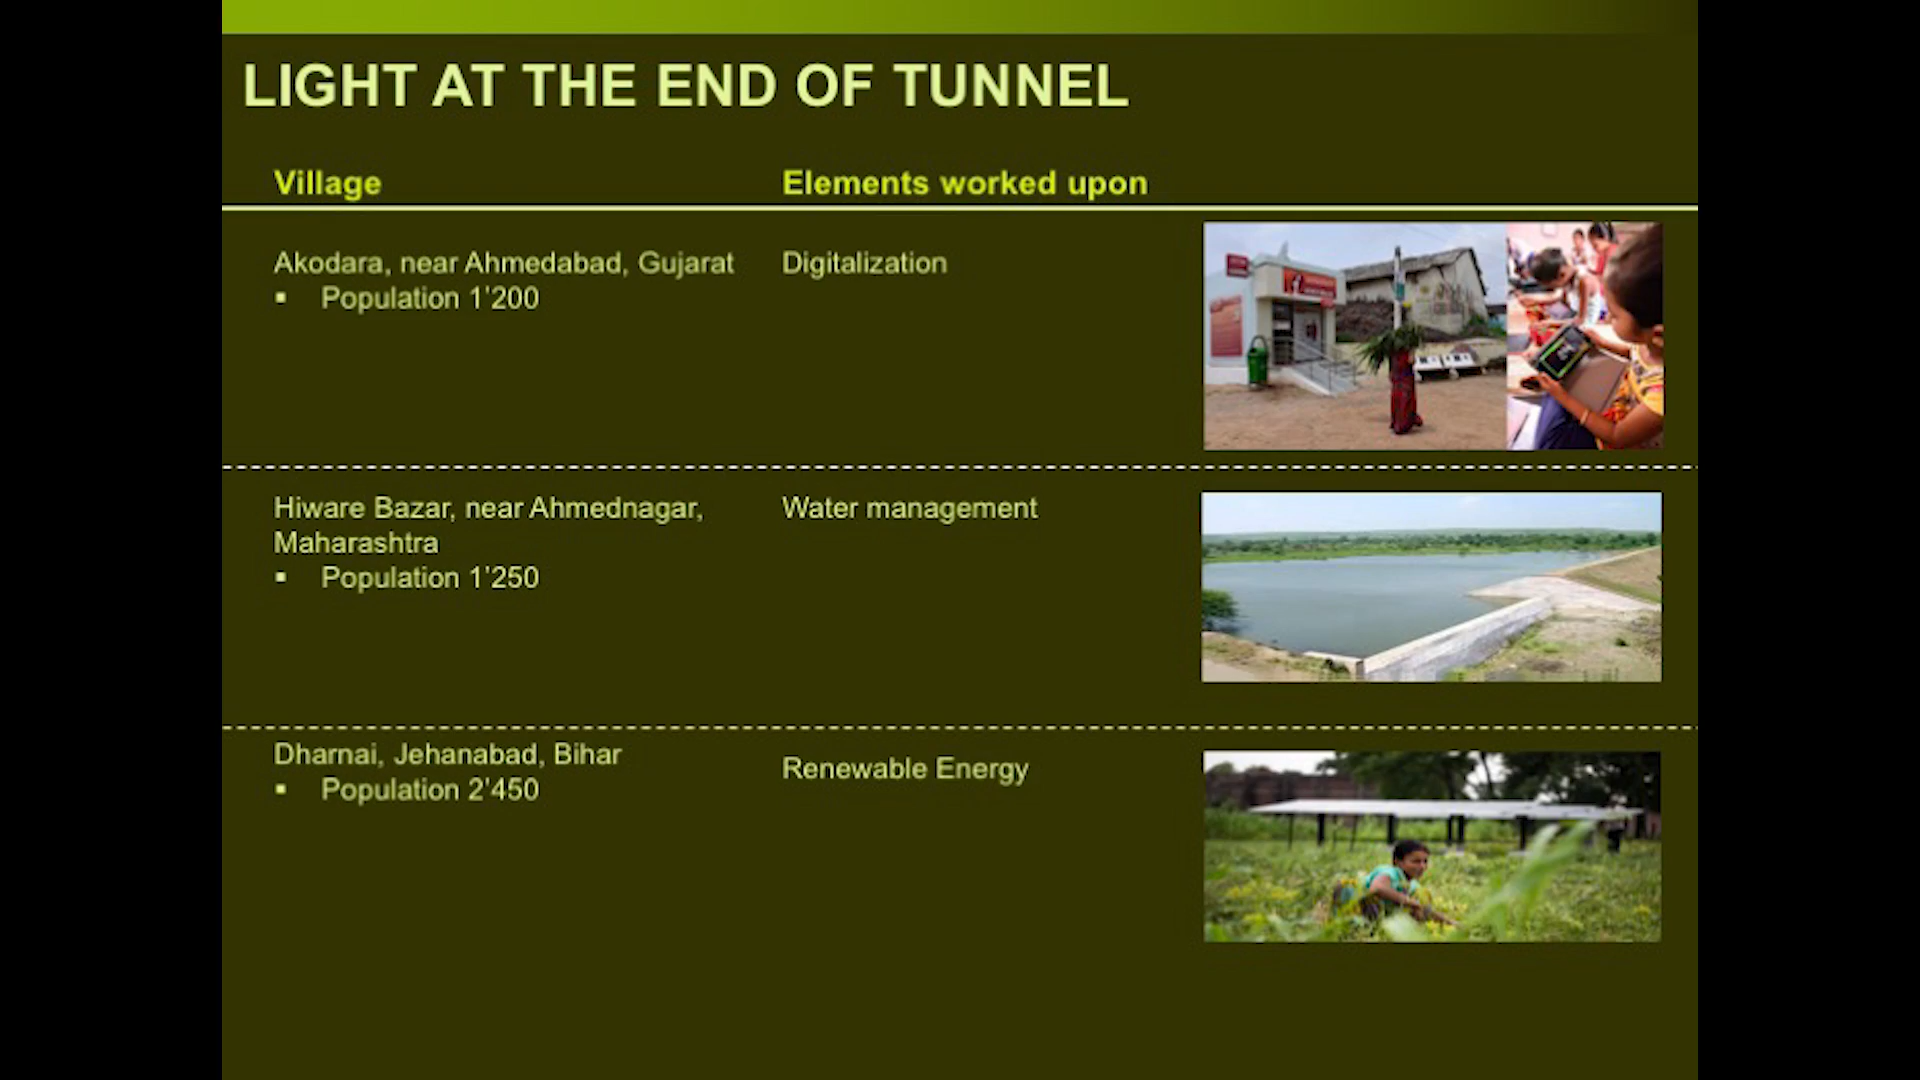 LIGHT AT THE END OF TUNNEL
Village
Elements worked upon
Akodara, near Ahmedabad, Gujarat
Digitalization
▪ Population 1'200
Hiware Bazar, near Ahmednagar,
Water management
Maharashtra
▪ Population 1'250
Dharnai, Jehanabad, Bihar
Renewable Energy
▪ Population 2'450